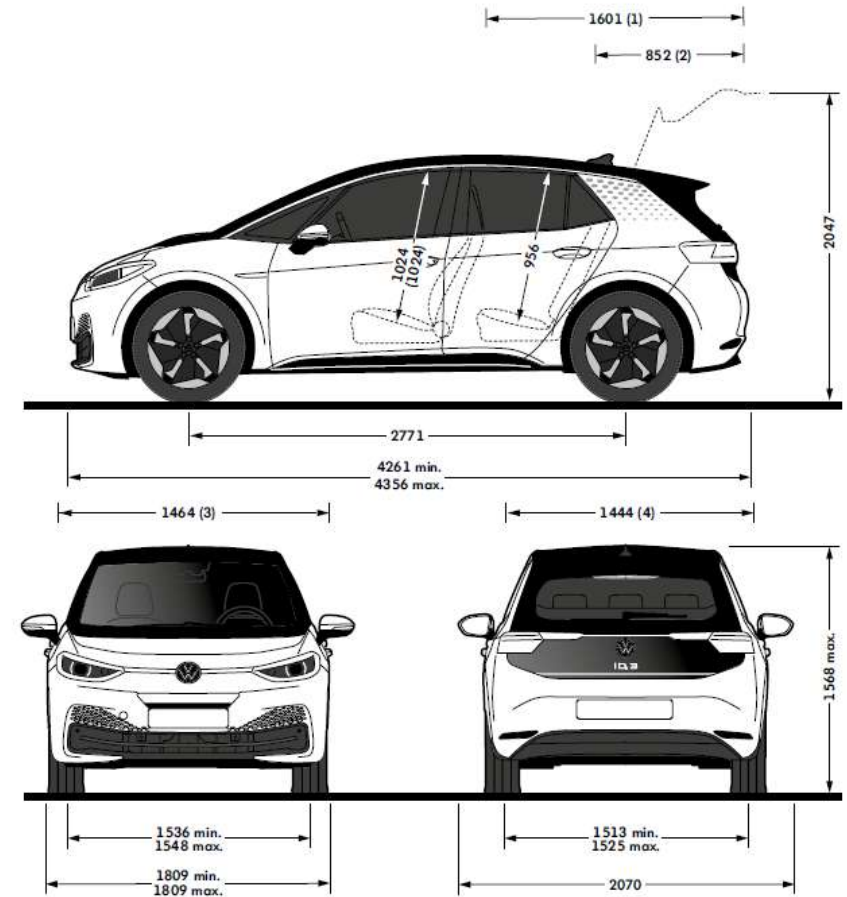 1601 (1)
852 (2)
2047
1024
(1024)
956
2771
4261 min.
4356 max.
1464 (3)
1444 (4)
1568 max.
ID.3
1536 min.
1548 max.
1513 min.
1525 max.
1809 min.
1809 max.
2070